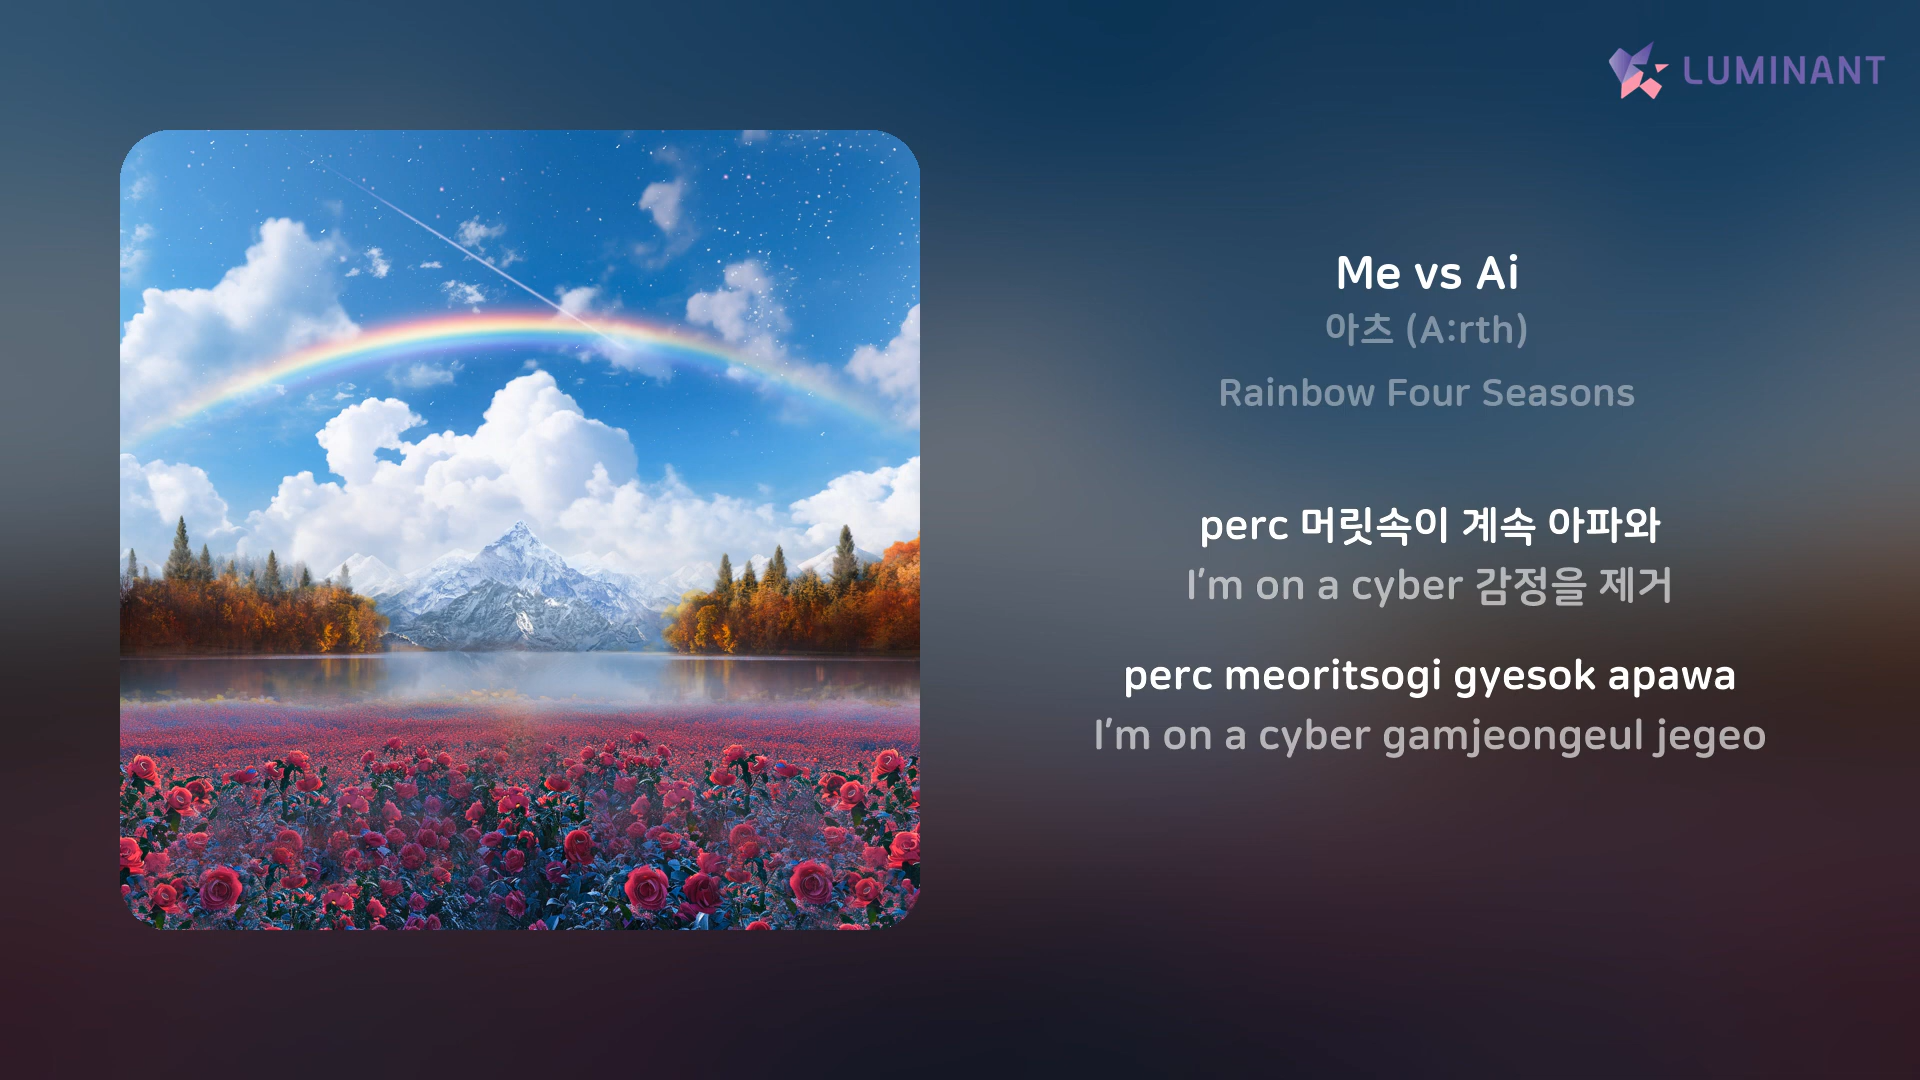 LUMINANT
Me vs Ai
아츠 (A:rth)
Rainbow Four Seasons
perc 머릿속이 계속 아파와
I'm on a cyber 감정을 제거
perc meoritsogi gyesok apawa
I'm on a cyber gamjeongeul jegeo